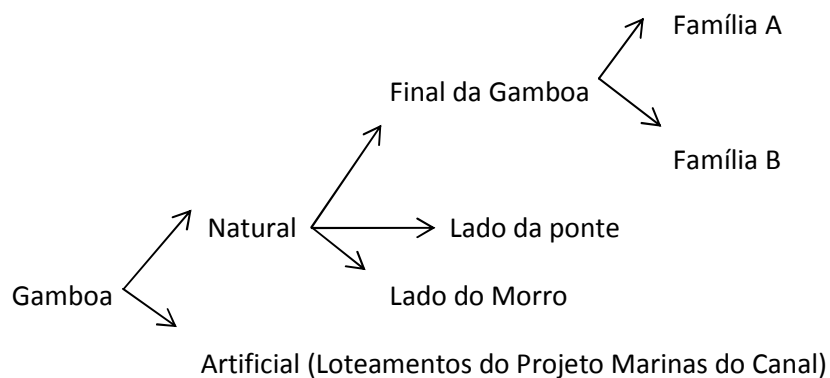 Família A
Final da Gamboa
Família B
Natural
Lado da ponte
Gamboa
Lado do Morro
Artificial (Loteamentos do Projeto Marinas do Canal)